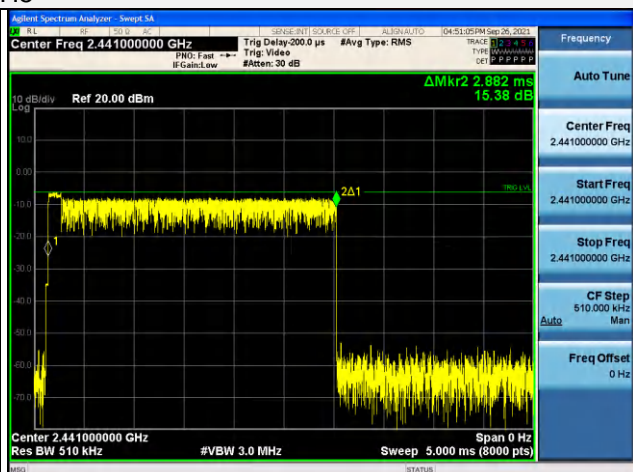 Agilent Spectrum Analyzer - Swept SA
RL RF 50 Ω AC SENSE:INT SOURCE OFF ALIGNAUTO 04:51:05PM Sep 26, 2021
Center Freq 2.441000000 GHz Trig Delay-200.0 µs #Avg Type: RMS TRACE 1 2 3 4 5 6
PNO: Fast Trig: Video TYPE
IFGain:Low #Atten: 30 dB DET P P P P P P
ΔMkr2 2.882 ms
10 dB/div Ref 20.00 dBm 15.38 dB
Log
10.0
0.00
TRIG LVL
2Δ1
-10.0
-20.0
1
-30.0
-40.0
-50.0
-60.0
-70.0
Center 2.441000000 GHz Span 0 Hz
Res BW 510 kHz #VBW 3.0 MHz Sweep 5.000 ms (8000 pts)
MSG STATUS
Frequency
Auto Tune
Center Freq
2.441000000 GHz
Start Freq
2.441000000 GHz
Stop Freq
2.441000000 GHz
CF Step
510.000 kHz
Auto Man
Freq Offset
0 Hz